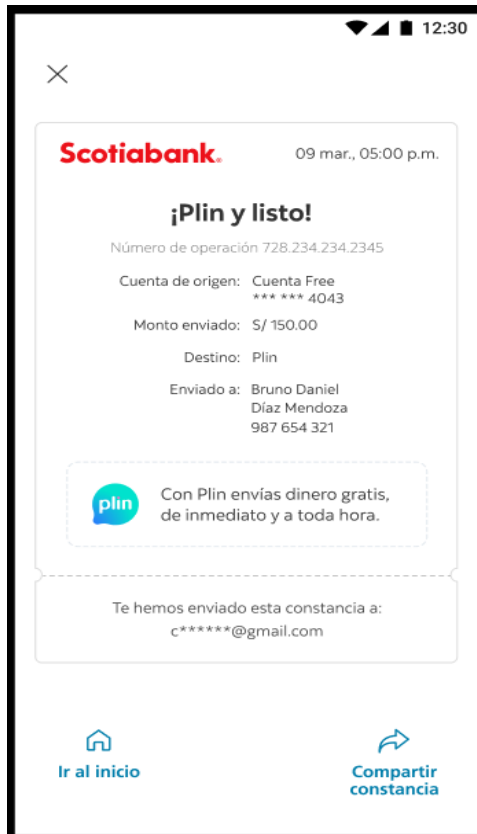 12:30
Scotiabank.
09 mar., 05:00 p.m.
¡Plin y listo!
Número de operación 728.234.234.2345
Cuenta de origen: Cuenta Free
*** *** 4043
Monto enviado: S/ 150.00
Destino: Plin
Enviado a: Bruno Daniel
Díaz Mendoza
987 654 321
plin
Con Plin envías dinero gratis,
de inmediato y a toda hora.
Te hemos enviado esta constancia a:
c******@gmail.com
Ir al inicio
Compartir
constancia